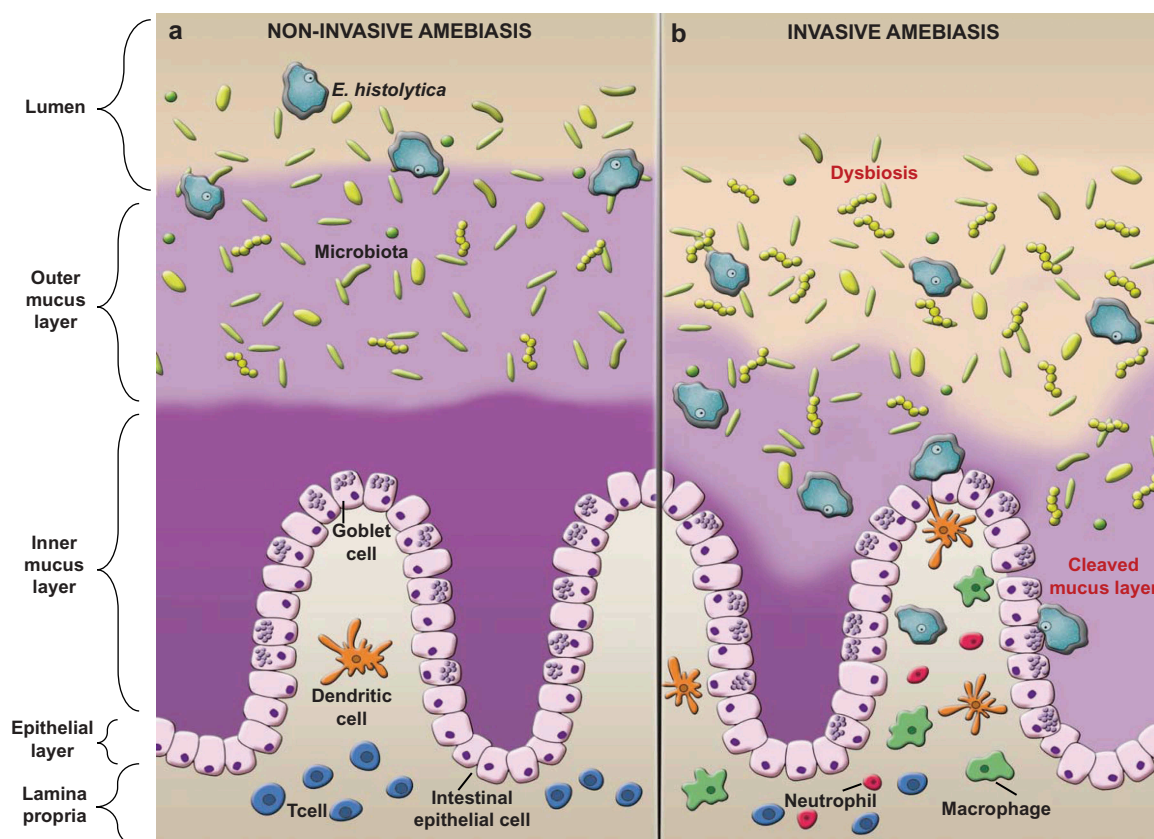 a
NON-INVASIVE AMEBIASIS
b
INVASIVE AMEBIASIS
Lumen
E. histolytica
Dysbiosis
Outer
mucus
layer
Microbiota
Inner
mucus
layer
Goblet
cell
Cleaved
mucus layer
Dendritic
cell
Epithelial
layer
Lamina
propria
Tcell
Intestinal
epithelial cell
Neutrophil
Macrophage